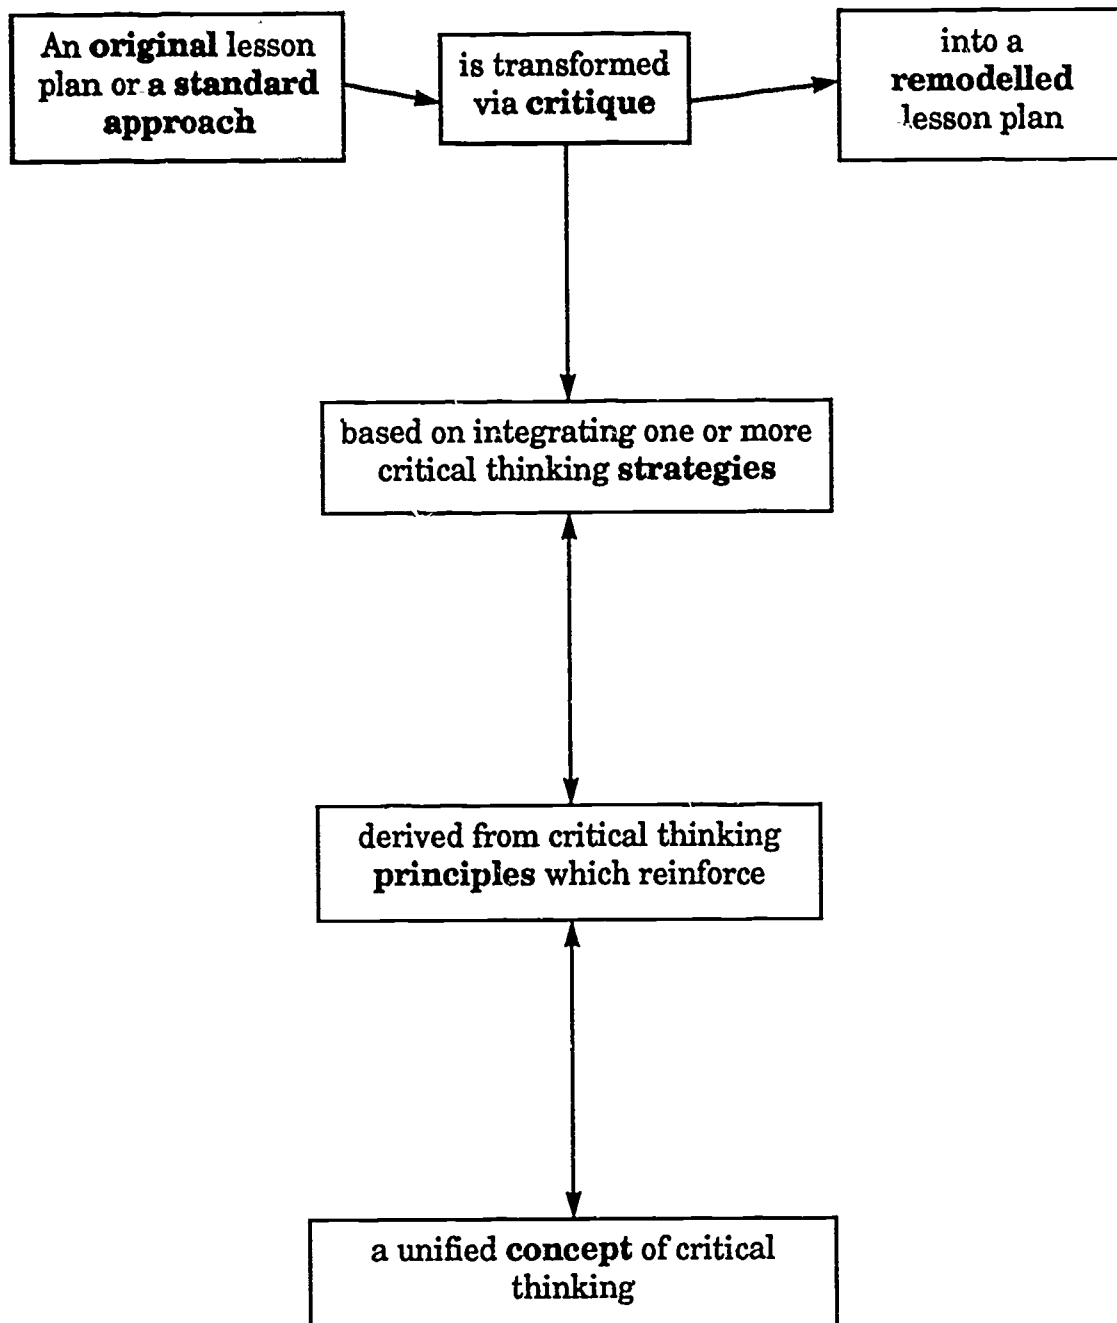 An original lesson
plan or a standard
approach
is transformed
via critique
into a
remodelled
lesson plan
based on integrating one or more
critical thinking strategies
derived from critical thinking
principles which reinforce
a unified concept of critical
thinking